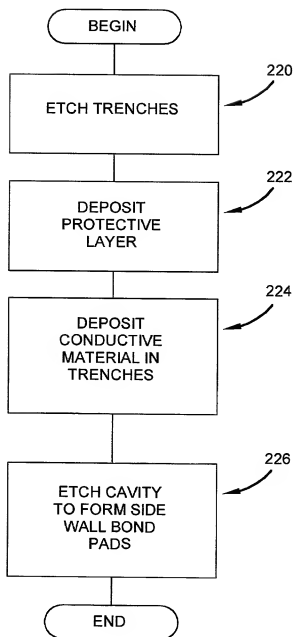 BEGIN
220
ETCH TRENCHES
222
DEPOSIT
PROTECTIVE
LAYER
224
DEPOSIT
CONDUCTIVE
MATERIAL IN
TRENCHES
226
ETCH CAVITY
TO FORM SIDE
WALL BOND
PADS
END